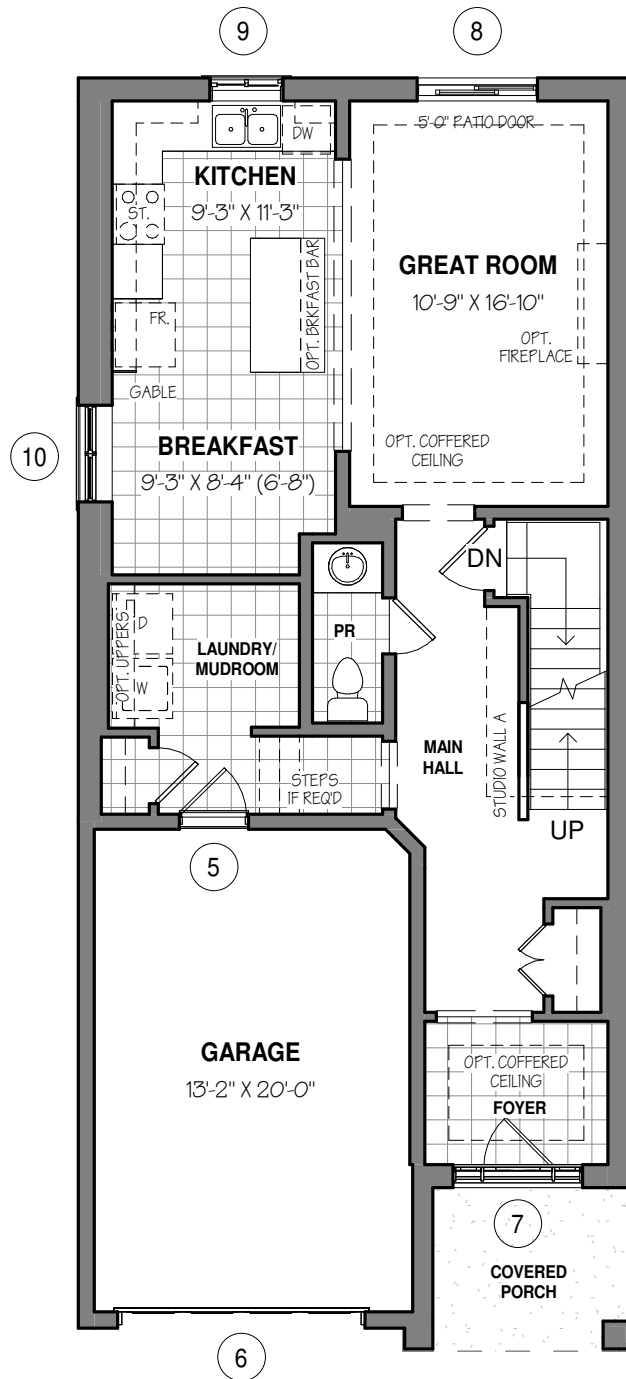 9
8
5'-0" PATIO DOOR
DW
KITCHEN
9'-3" X 11'-3"
ST.
OPT. BRKFAST BAR
GREAT ROOM
10'-9" X 16'-10"
FR.
OPT.
FIREPLACE
GABLE
10
BREAKFAST
9'-3" X 8'-4" (6'-8")
OPT. COFFERED
CEILING
DN
OPT. UPPERS
D
W
LAUNDRY/
MUDROOM
PR
MAIN
HALL
STUDIO WALL A
STEPS
IF REQ'D
UP
5
GARAGE
13'-2" X 20'-0"
OPT. COFFERED
CEILING
FOYER
7
COVERED
PORCH
6